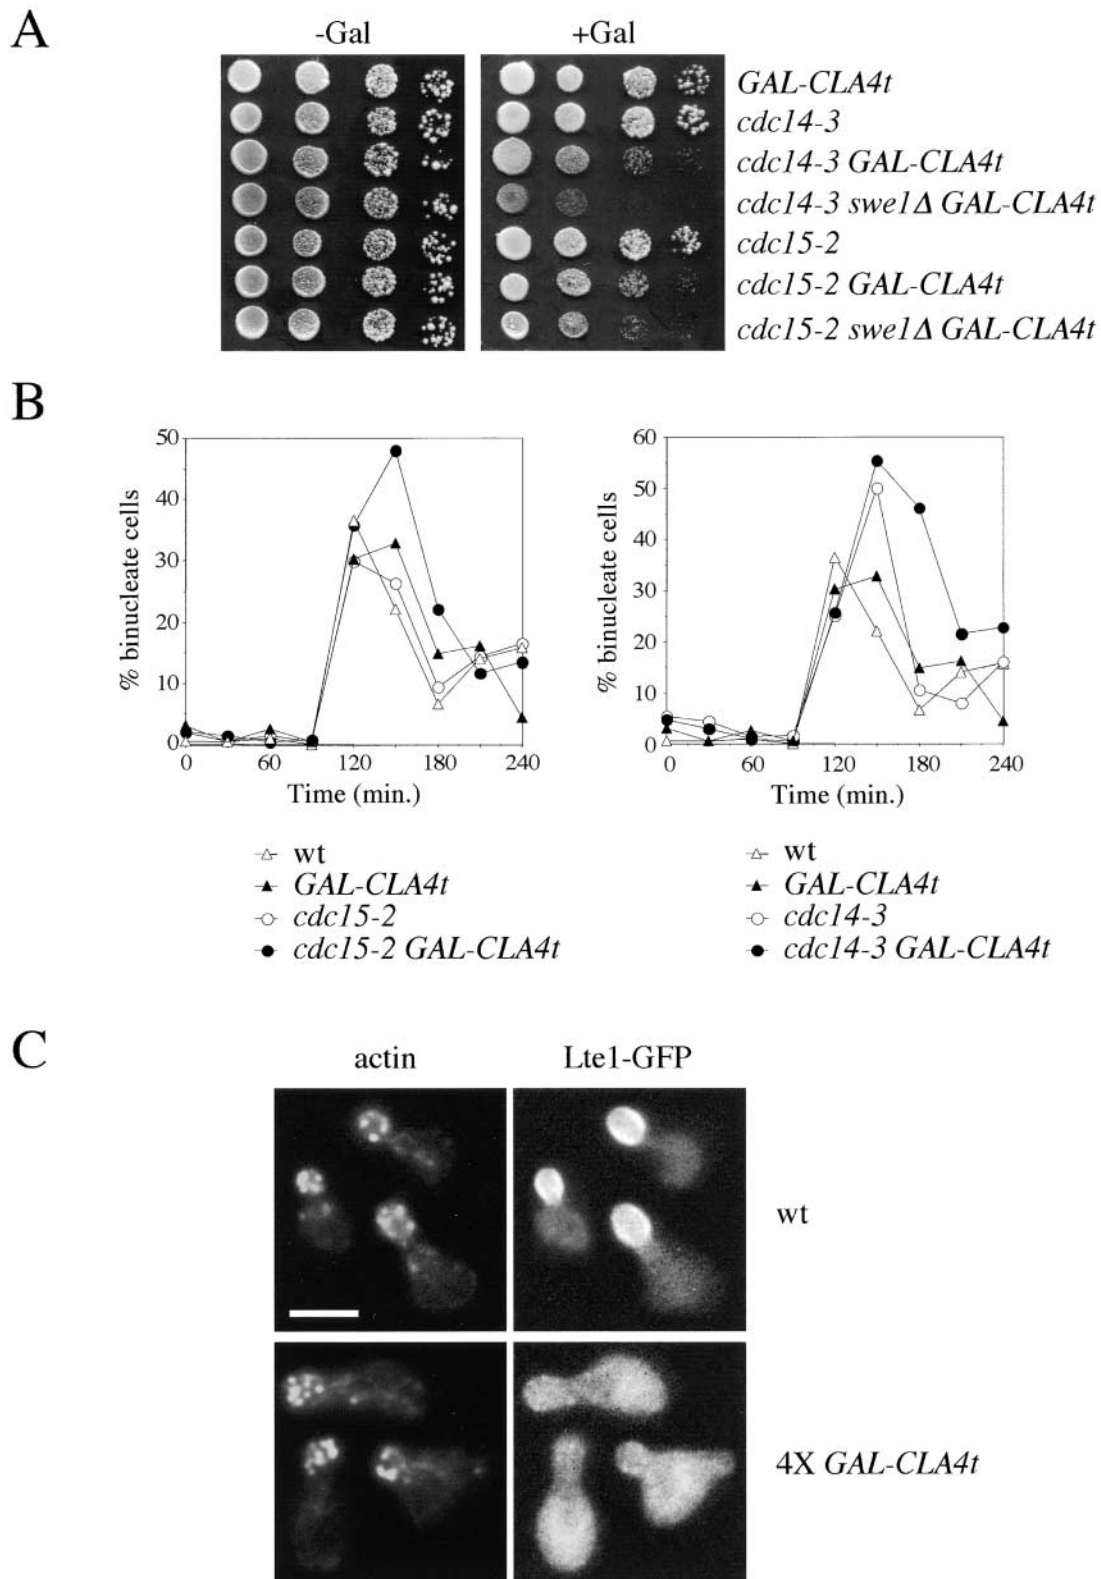 A
-Gal
+Gal
GAL-CLA4t
cdc14-3
cdc14-3 GAL-CLA4t
cdc14-3 swe1Δ GAL-CLA4t
cdc15-2
cdc15-2 GAL-CLA4t
cdc15-2 swe1Δ GAL-CLA4t
B
% binucleate cells
50
40
30
20
10
0
0 60 120 180 240
Time (min.)
wt
GAL-CLA4t
cdc15-2
cdc15-2 GAL-CLA4t
% binucleate cells
60
50
40
30
20
10
0
0 60 120 180 240
Time (min.)
wt
GAL-CLA4t
cdc14-3
cdc14-3 GAL-CLA4t
C
actin
Lte1-GFP
wt
4X GAL-CLA4t